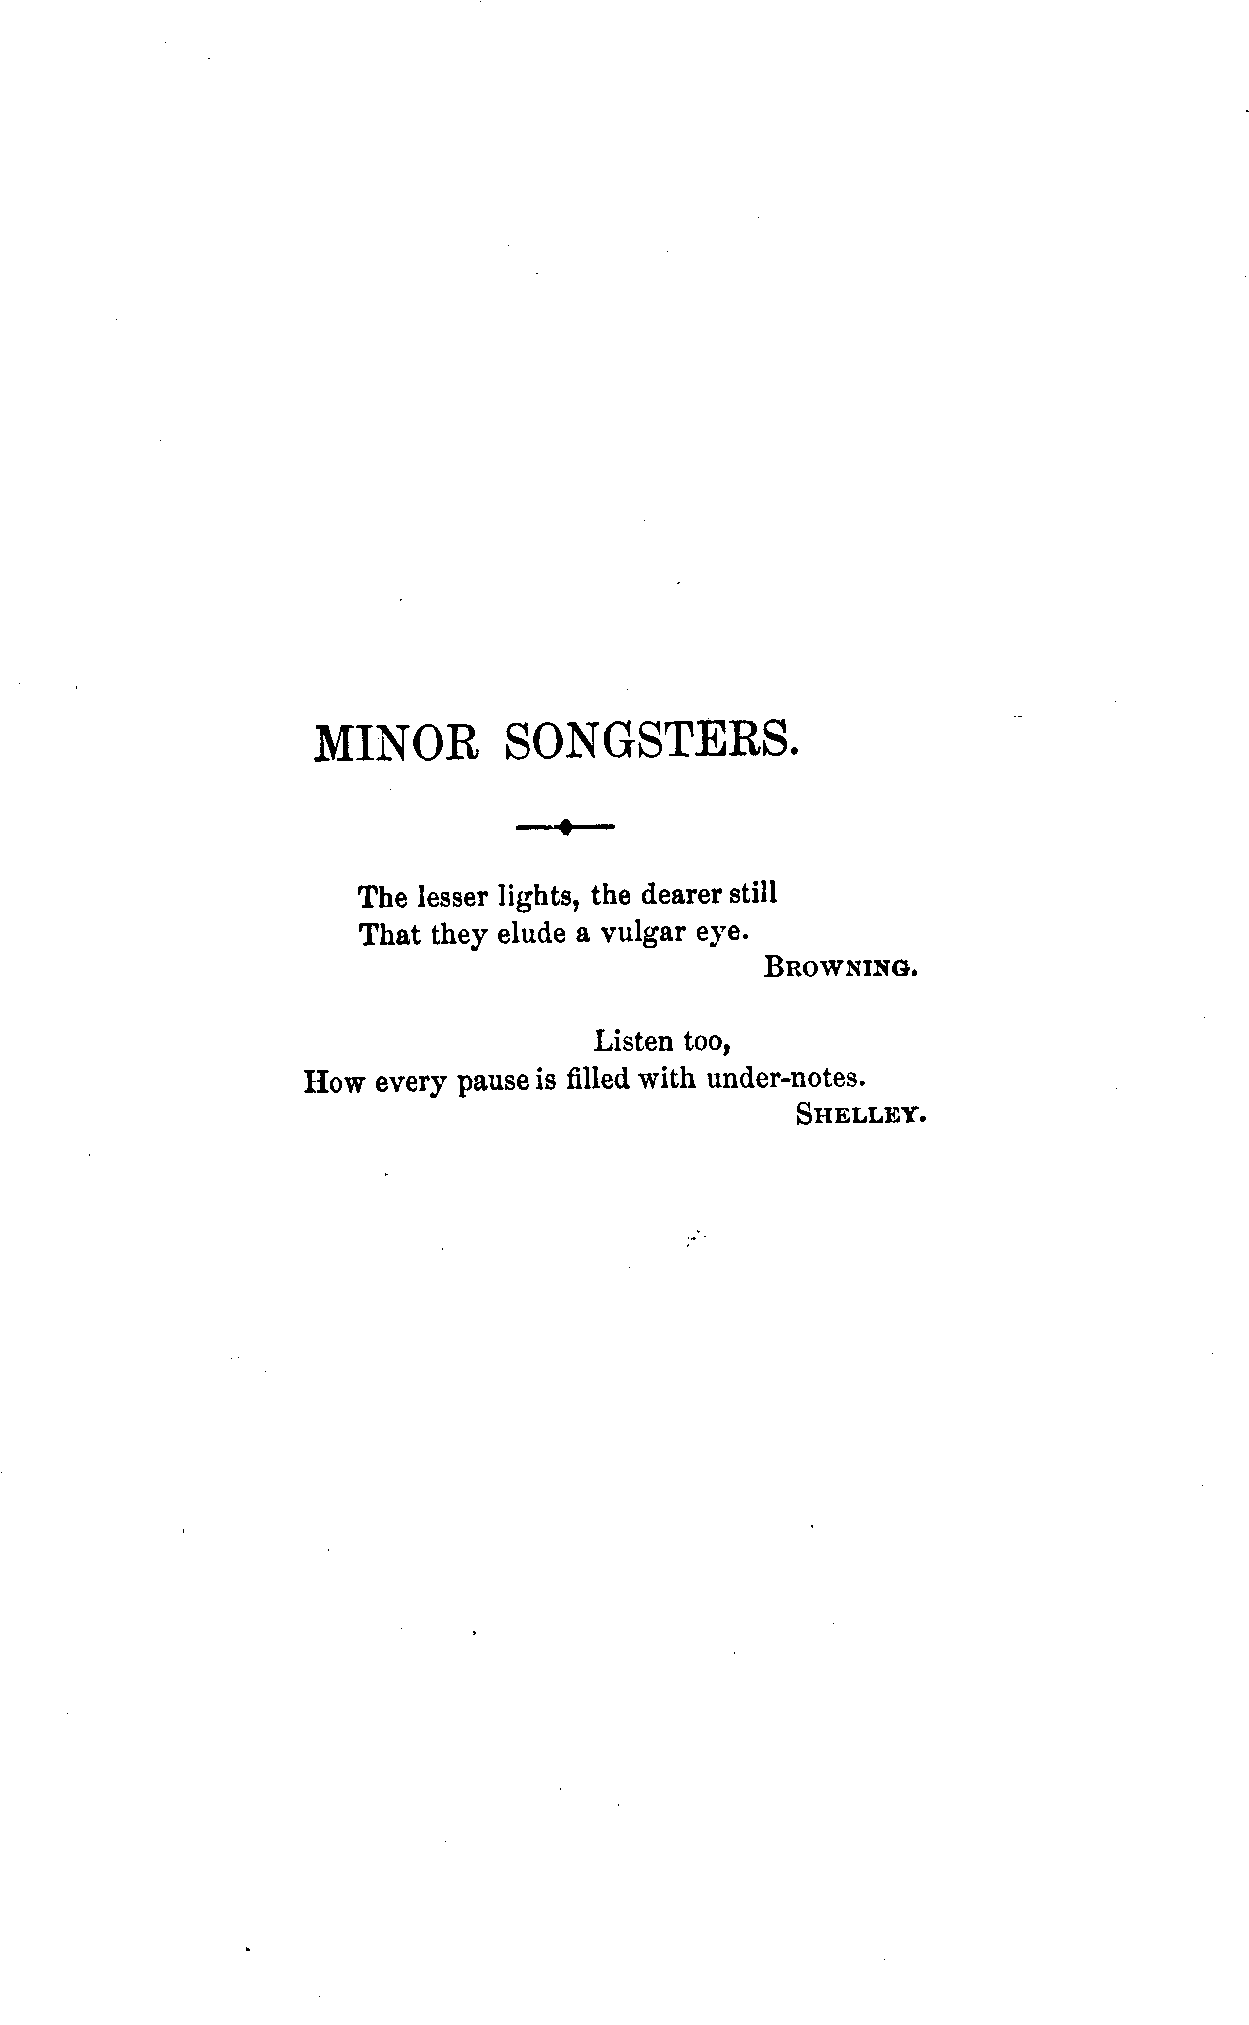 MINOR SONGSTERS.
The lesser lights, the dearer still
That they elude a vulgar eye.
BROWNING.
Listen too,
How every pause is filled with under-notes.
SHELLEY.